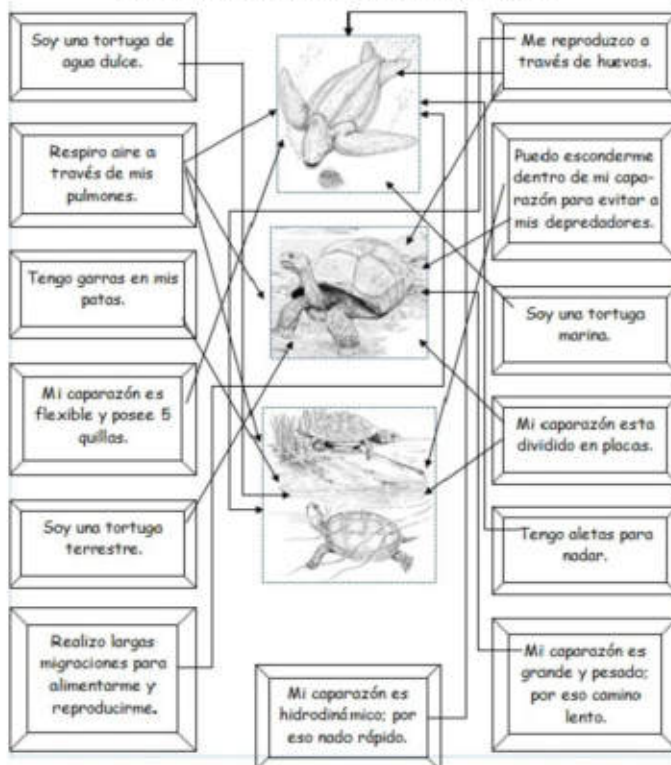 Soy una tortuga de
agua dulce.
Respiro aire a
través de mis
pulmones.
Tengo garras en mis
patas.
Mi caparazón es
flexible y posee 5
quillas.
Soy una tortuga
terrestre.
Realizo largas
migraciones para
alimentarme y
reproducirme.
Mi caparazón es
hidrodinámico; por
eso nado rápido.
Me reproduzco a
través de huevos.
Puedo esconderme
dentro de mi capa-
razón para evitar a
mis depredadores.
Soy una tortuga
marina.
Mi caparazón esta
dividido en placas.
Tengo aletas para
nadar.
Mi caparazón es
grande y pesado;
por eso camino
lento.